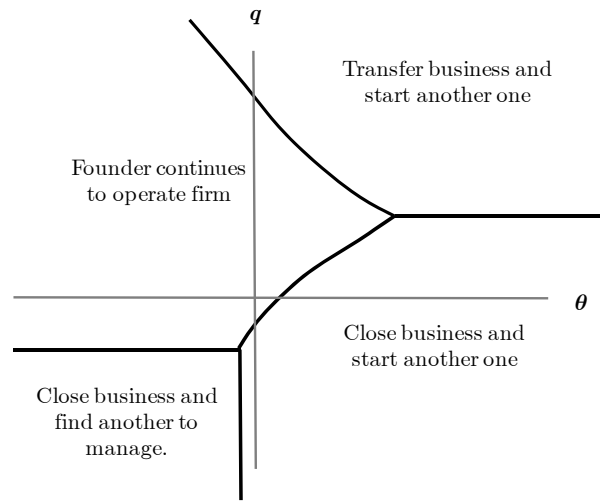 q
Transfer business and
start another one
Founder continues
to operate firm
θ
Close business and
start another one
Close business and
find another to
manage.